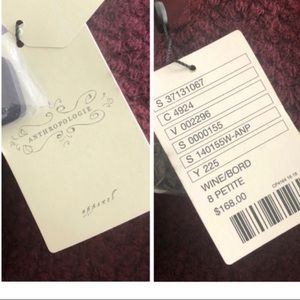 ANTHROPOLOGIE
S 37131067
C 4924
V 002296
S 0000155
S 140155W-ANP
Y 225
WINE/BORD
8 PETITE
$168.00